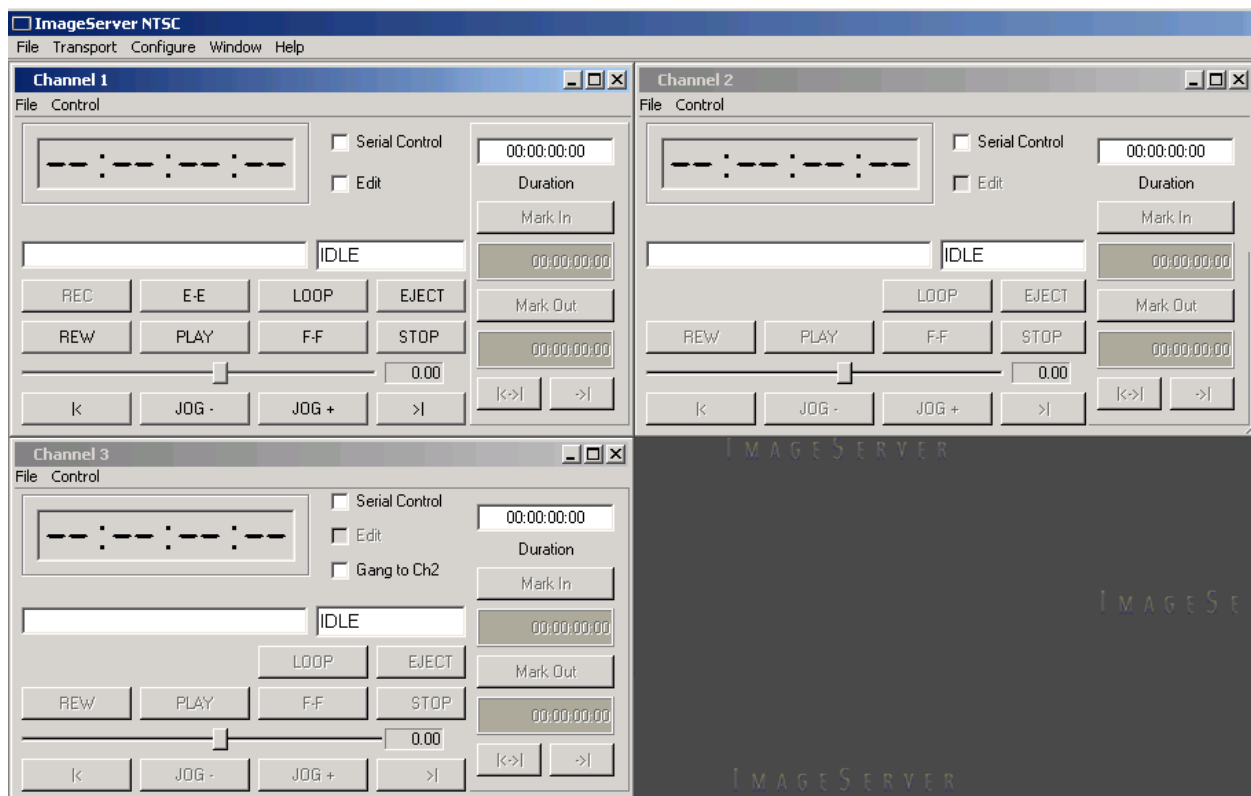 ImageServer NTSC
File Transport Configure Window Help
Channel 1
File Control
--:--:--:--
Serial Control
Edit
00:00:00:00
Duration
Mark In
IDLE
00:00:00:00
REC E-E LOOP EJECT
Mark Out
REW PLAY F-F STOP
00:00:00:00
0.00
|< JOG - JOG + >|
|<->| ->|
Channel 2
File Control
--:--:--:--
Serial Control
Edit
00:00:00:00
Duration
Mark In
IDLE
00:00:00:00
LOOP EJECT
Mark Out
REW PLAY F-F STOP
00:00:00:00
0.00
|< JOG - JOG + >|
|<->| ->|
Channel 3
File Control
--:--:--:--
Serial Control
Edit
Gang to Ch2
00:00:00:00
Duration
Mark In
IDLE
00:00:00:00
LOOP EJECT
Mark Out
REW PLAY F-F STOP
00:00:00:00
0.00
|< JOG - JOG + >|
|<->| ->|
IMAGESERVER
IMAGESE
IMAGESERVER